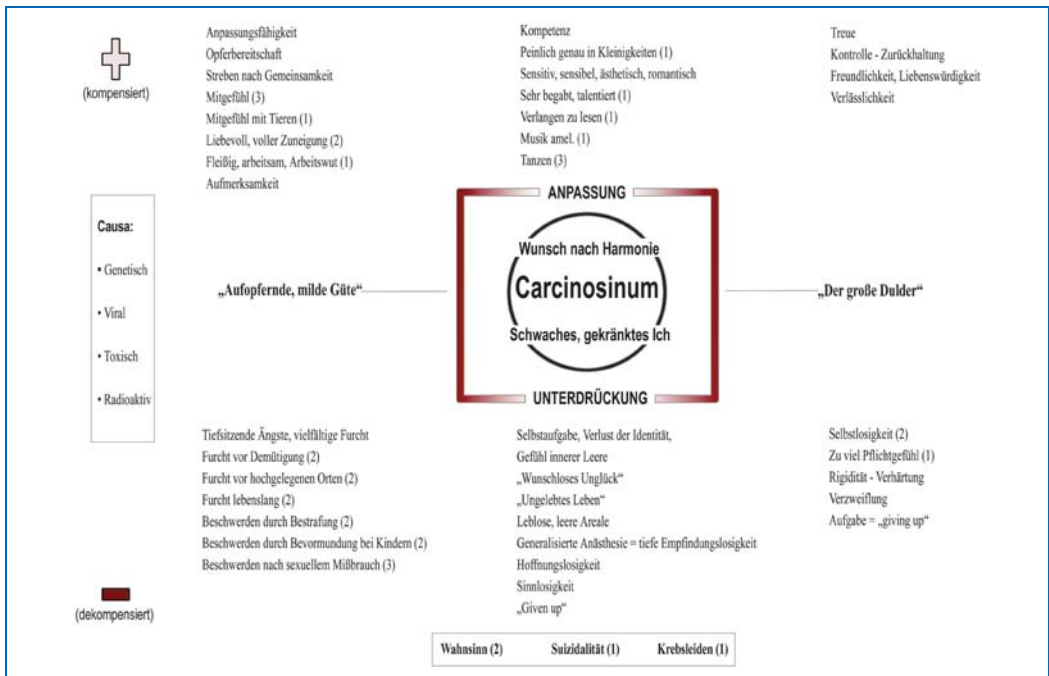 (kompensiert)
Anpassungsfähigkeit
Opferbereitschaft
Streben nach Gemeinsamkeit
Mitgefühl (3)
Mitgefühl mit Tieren (1)
Liebevoll, voller Zuneigung (2)
Fleißig, arbeitsam, Arbeitswut (1)
Aufmerksamkeit
Kompetenz
Peinlich genau in Kleinigkeiten (1)
Sensitiv, sensibel, ästhetisch, romantisch
Sehr begabt, talentiert (1)
Verlangen zu lesen (1)
Musik amel. (1)
Tanzen (3)
Treue
Kontrolle - Zurückhaltung
Freundlichkeit, Liebenswürdigkeit
Verlässlichkeit
Causa:
• Genetisch
• Viral
• Toxisch
• Radioaktiv
„Aufopfernde, milde Güte“
ANPASSUNG
Wunsch nach Harmonie
Carcinosinum
Schwaches, gekränktes Ich
UNTERDRÜCKUNG
„Der große Dulder“
Tiefsitzende Ängste, vielfältige Furcht
Furcht vor Demütigung (2)
Furcht vor hochgelegenen Orten (2)
Furcht lebenslang (2)
Beschwerden durch Bestrafung (2)
Beschwerden durch Bevormundung bei Kindern (2)
Beschwerden nach sexuellem Mißbrauch (3)
Selbstaufgabe, Verlust der Identität,
Gefühl innerer Leere
„Wunschloses Unglück“
„Ungelebtes Leben“
Leblose, leere Areale
Generalisierte Anästhesie = tiefe Empfindungslosigkeit
Hoffnungslosigkeit
Sinnlosigkeit
„Given up“
Selbstlosigkeit (2)
Zu viel Pflichtgefühl (1)
Rigidität - Verhärtung
Verzweiflung
Aufgabe = „giving up“
(dekompensiert)
Wahnsinn (2) Suizidalität (1) Krebsleiden (1)